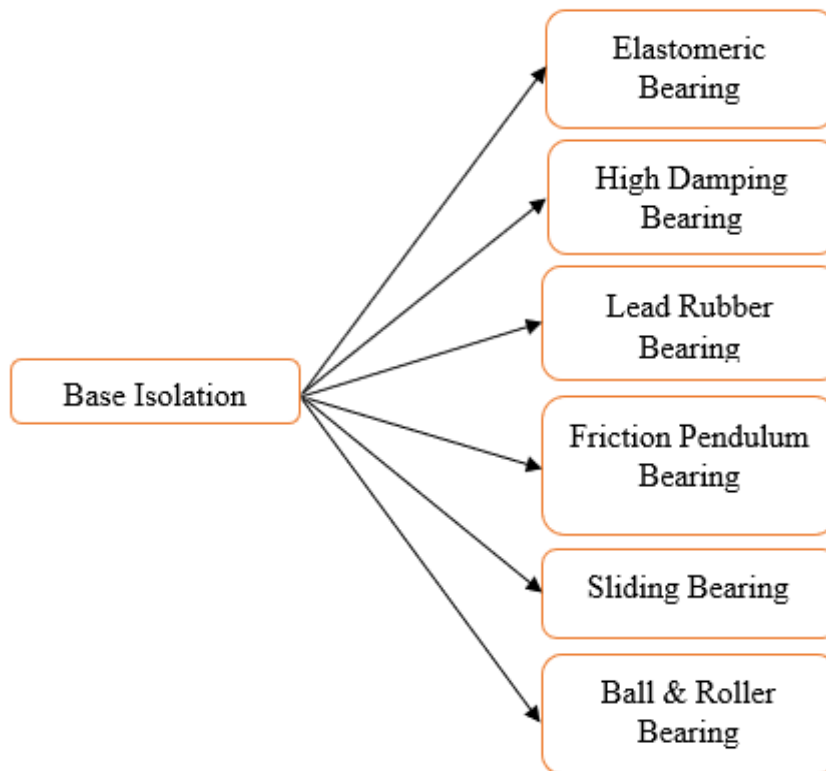 Elastomeric
Bearing
High Damping
Bearing
Lead Rubber
Bearing
Base Isolation
Friction Pendulum
Bearing
Sliding Bearing
Ball & Roller
Bearing